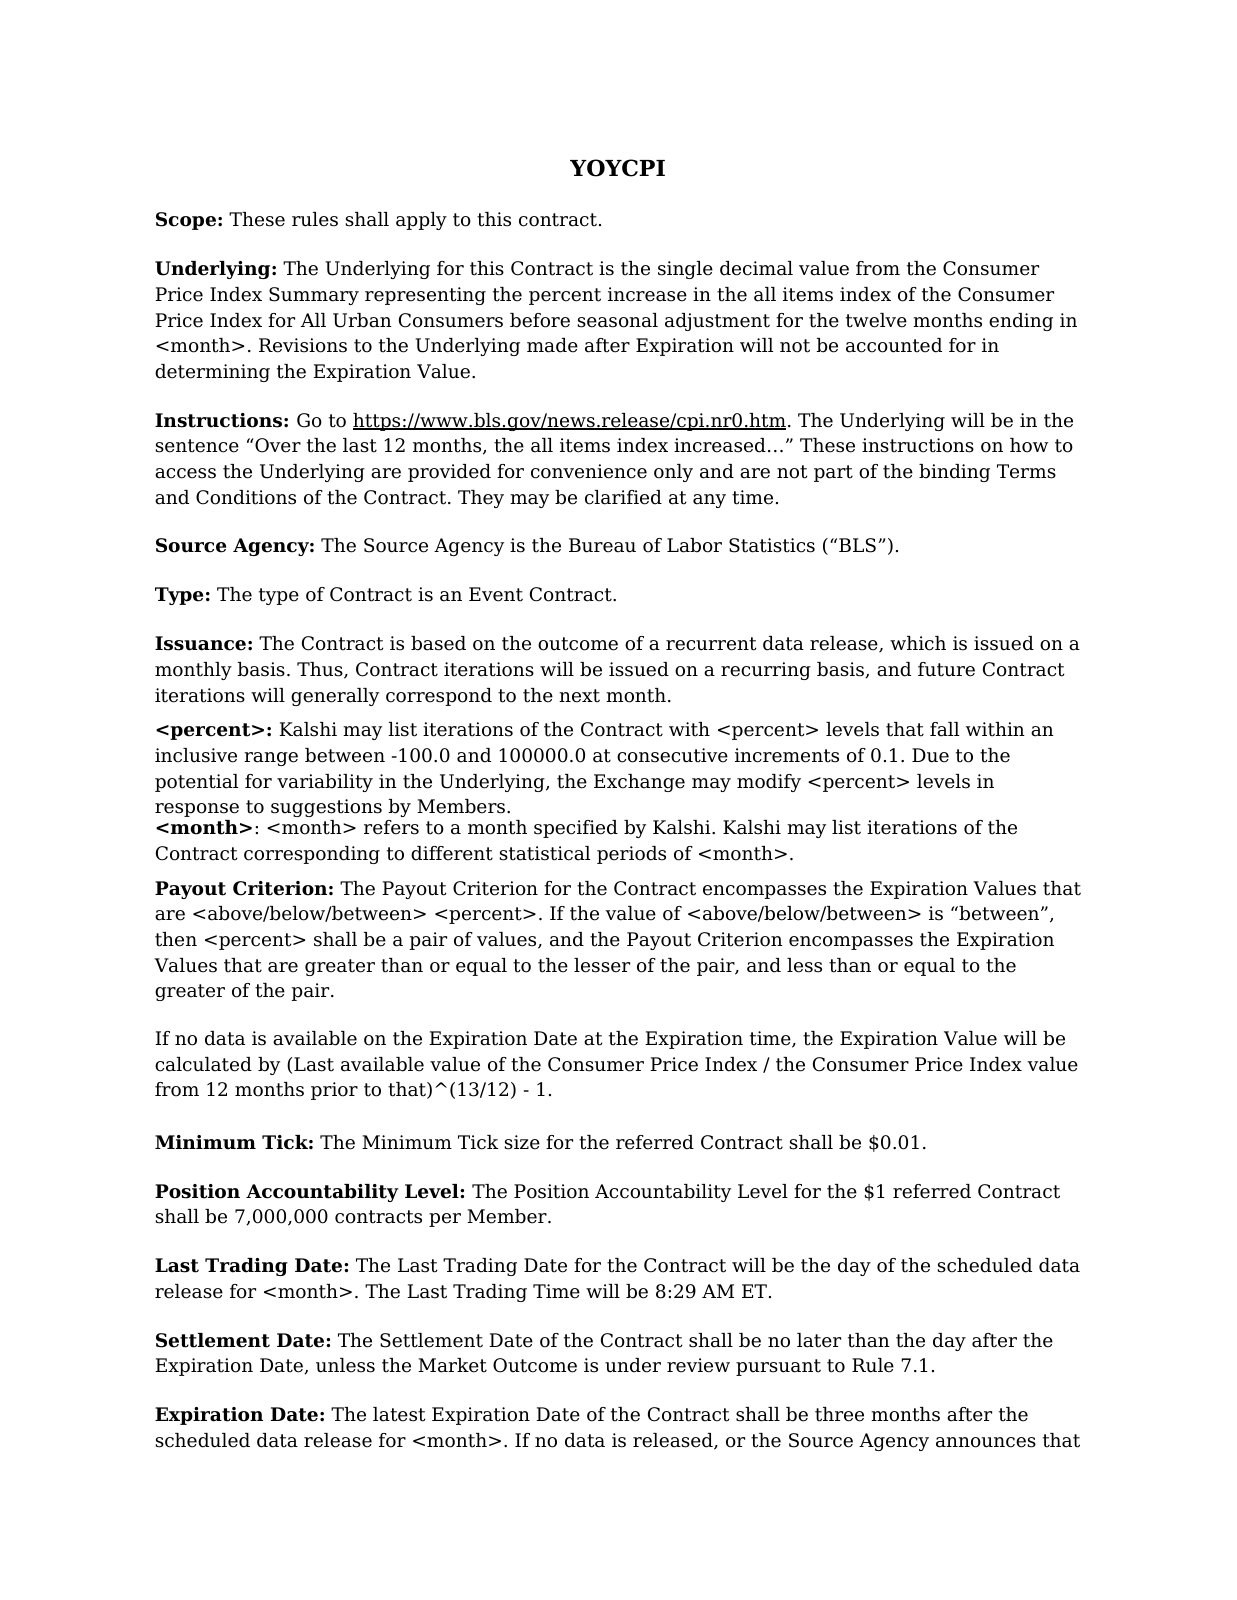 YOYCPI
Scope: These rules shall apply to this contract.
Underlying: The Underlying for this Contract is the single decimal value from the Consumer
Price Index Summary representing the percent increase in the all items index of the Consumer
Price Index for All Urban Consumers before seasonal adjustment for the twelve months ending in
<month>. Revisions to the Underlying made after Expiration will not be accounted for in
determining the Expiration Value.
Instructions: Go to https://www.bls.gov/news.release/cpi.nr0.htm. The Underlying will be in the
sentence “Over the last 12 months, the all items index increased…” These instructions on how to
access the Underlying are provided for convenience only and are not part of the binding Terms
and Conditions of the Contract. They may be clarified at any time.
Source Agency: The Source Agency is the Bureau of Labor Statistics (“BLS”).
Type: The type of Contract is an Event Contract.
Issuance: The Contract is based on the outcome of a recurrent data release, which is issued on a
monthly basis. Thus, Contract iterations will be issued on a recurring basis, and future Contract
iterations will generally correspond to the next month.
<percent>: Kalshi may list iterations of the Contract with <percent> levels that fall within an
inclusive range between -100.0 and 100000.0 at consecutive increments of 0.1. Due to the
potential for variability in the Underlying, the Exchange may modify <percent> levels in
response to suggestions by Members.
<month>: <month> refers to a month specified by Kalshi. Kalshi may list iterations of the
Contract corresponding to different statistical periods of <month>.
Payout Criterion: The Payout Criterion for the Contract encompasses the Expiration Values that
are <above/below/between> <percent>. If the value of <above/below/between> is “between”,
then <percent> shall be a pair of values, and the Payout Criterion encompasses the Expiration
Values that are greater than or equal to the lesser of the pair, and less than or equal to the
greater of the pair.
If no data is available on the Expiration Date at the Expiration time, the Expiration Value will be
calculated by (Last available value of the Consumer Price Index / the Consumer Price Index value
from 12 months prior to that)^(13/12) - 1.
Minimum Tick: The Minimum Tick size for the referred Contract shall be $0.01.
Position Accountability Level: The Position Accountability Level for the $1 referred Contract
shall be 7,000,000 contracts per Member.
Last Trading Date: The Last Trading Date for the Contract will be the day of the scheduled data
release for <month>. The Last Trading Time will be 8:29 AM ET.
Settlement Date: The Settlement Date of the Contract shall be no later than the day after the
Expiration Date, unless the Market Outcome is under review pursuant to Rule 7.1.
Expiration Date: The latest Expiration Date of the Contract shall be three months after the
scheduled data release for <month>. If no data is released, or the Source Agency announces that